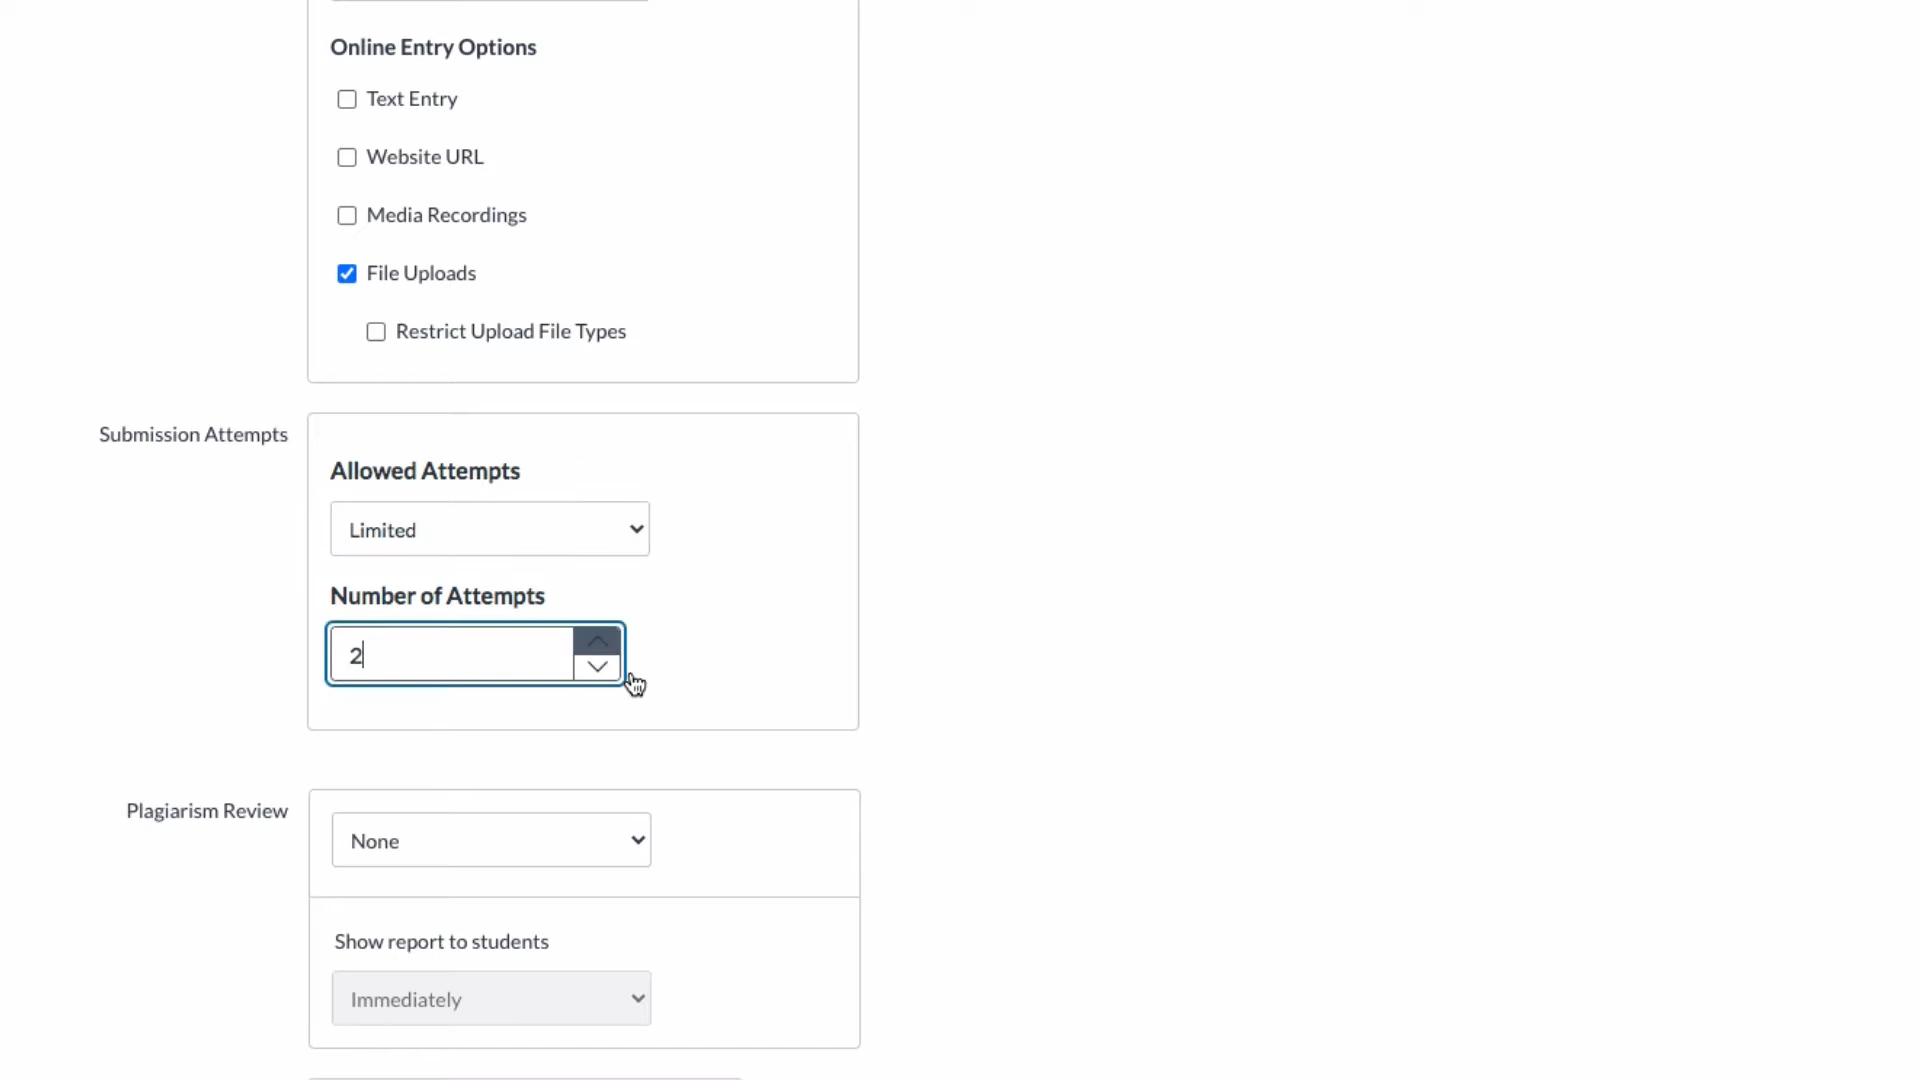 Online Entry Options
Text Entry
Website URL
Media Recordings
File Uploads
Restrict Upload File Types
Submission Attempts
Allowed Attempts
Limited
Number of Attempts
2
Plagiarism Review
None
Show report to students
Immediately